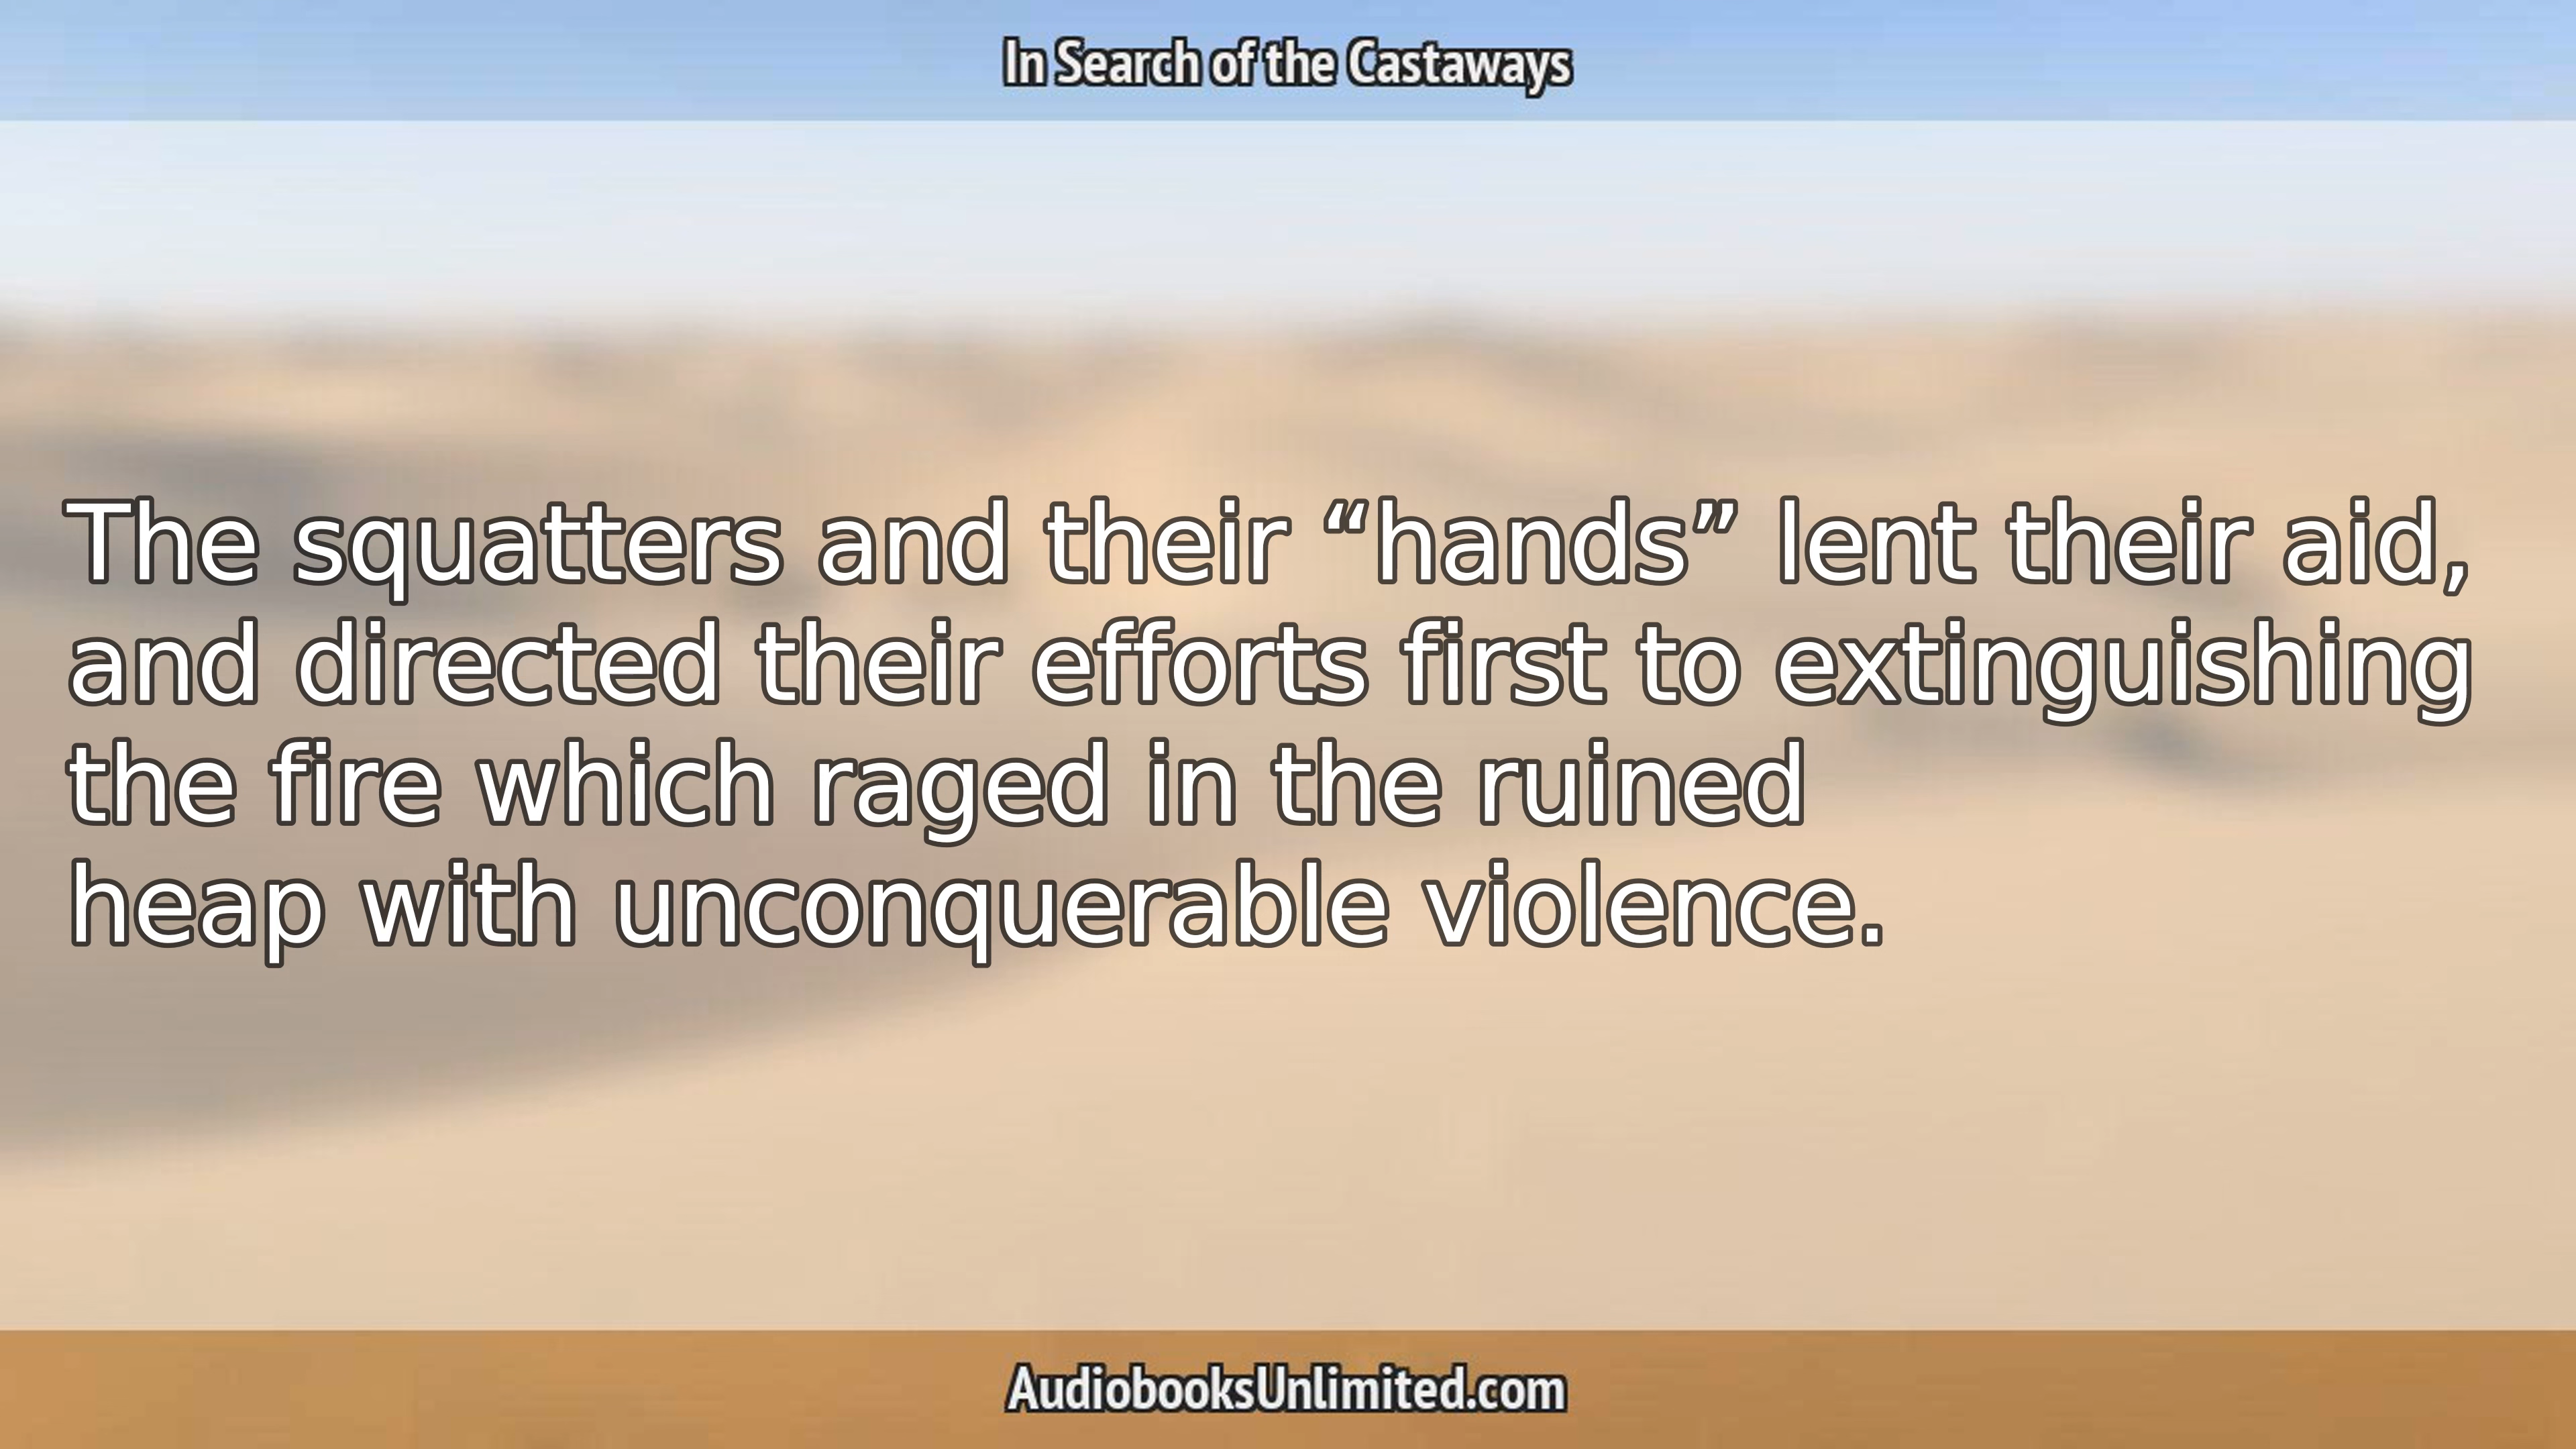 In Search of the Castaways
The squatters and their “hands” lent their aid,
and directed their efforts first to extinguishing
the fire which raged in the ruined
heap with unconquerable violence.
AudiobooksUnlimited.com